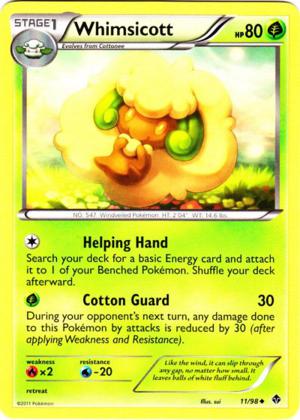 STAGE1
Whimsicott
HP80
Evolves from Cottonee
NO. 547 Windveiled Pokémon HT: 2'04" WT: 14.6 lbs.
Helping Hand
Search your deck for a basic Energy card and attach
it to 1 of your Benched Pokémon. Shuffle your deck
afterward.
Cotton Guard 30
During your opponent's next turn, any damage done
to this Pokémon by attacks is reduced by 30 (after
applying Weakness and Resistance).
weakness
×2
resistance
-20
retreat
Like the wind, it can slip through
any gap, no matter how small. It leaves
balls of white fluff behind.
©2011 Pokémon
Illus. sui
11/98